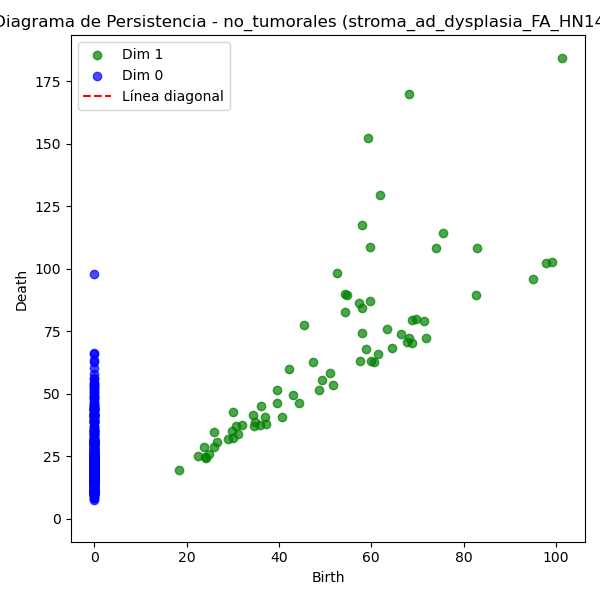 Diagrama de Persistencia - no_tumorales (stroma_ad_dysplasia_FA_HN14
Dim 1
Dim 0
Línea diagonal
175
150
125
100
75
50
25
0
Death
0 20 40 60 80 100
Birth